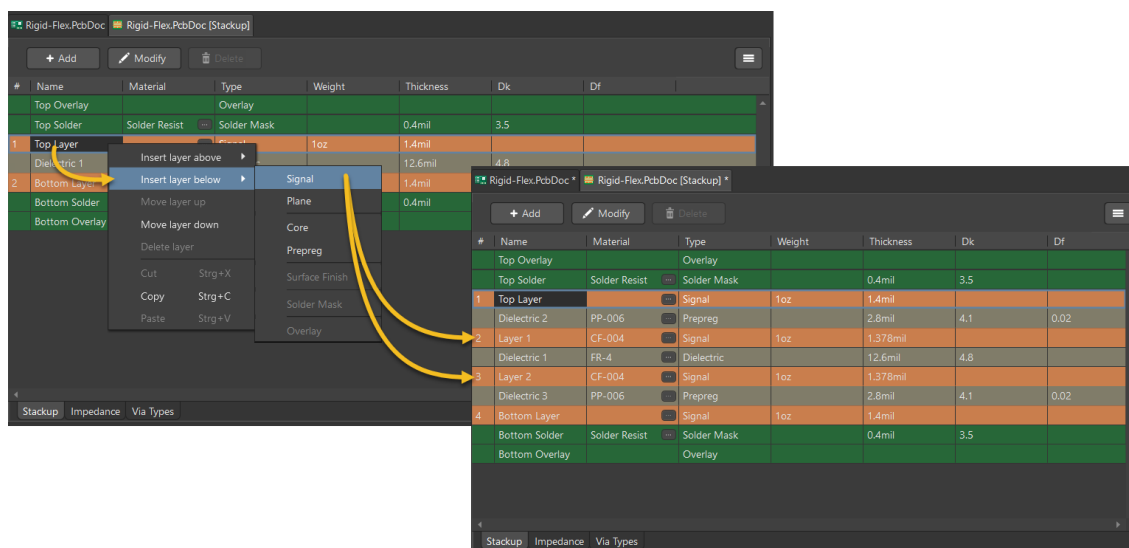 Rigid-Flex.PcbDoc Rigid-Flex.PcbDoc [Stackup]
+ Add Modify Delete
# Name Material Type Weight Thickness Dk Df
Top Overlay Overlay
Top Solder Solder Resist Solder Mask 0.4mil 3.5
1 Top Layer Signal 1oz 1.4mil
Dielectric 1 12.6mil 4.8
2 Bottom Layer 1.4mil
Bottom Solder 0.4mil
Bottom Overlay
Insert layer above
Insert layer below
Move layer up
Move layer down
Delete layer
Cut Strg+X
Copy Strg+C
Paste Strg+V
Signal
Plane
Core
Prepreg
Surface Finish
Solder Mask
Overlay
Stackup Impedance Via Types
Rigid-Flex.PcbDoc * Rigid-Flex.PcbDoc [Stackup] *
+ Add Modify Delete
# Name Material Type Weight Thickness Dk Df
Top Overlay Overlay
Top Solder Solder Resist Solder Mask 0.4mil 3.5
1 Top Layer Signal 1oz 1.4mil
Dielectric 2 PP-006 Prepreg 2.8mil 4.1 0.02
2 Layer 1 CF-004 Signal 1oz 1.378mil
Dielectric 1 FR-4 Dielectric 12.6mil 4.8
3 Layer 2 CF-004 Signal 1oz 1.378mil
Dielectric 3 PP-006 Prepreg 2.8mil 4.1 0.02
4 Bottom Layer Signal 1oz 1.4mil
Bottom Solder Solder Resist Solder Mask 0.4mil 3.5
Bottom Overlay Overlay
Stackup Impedance Via Types